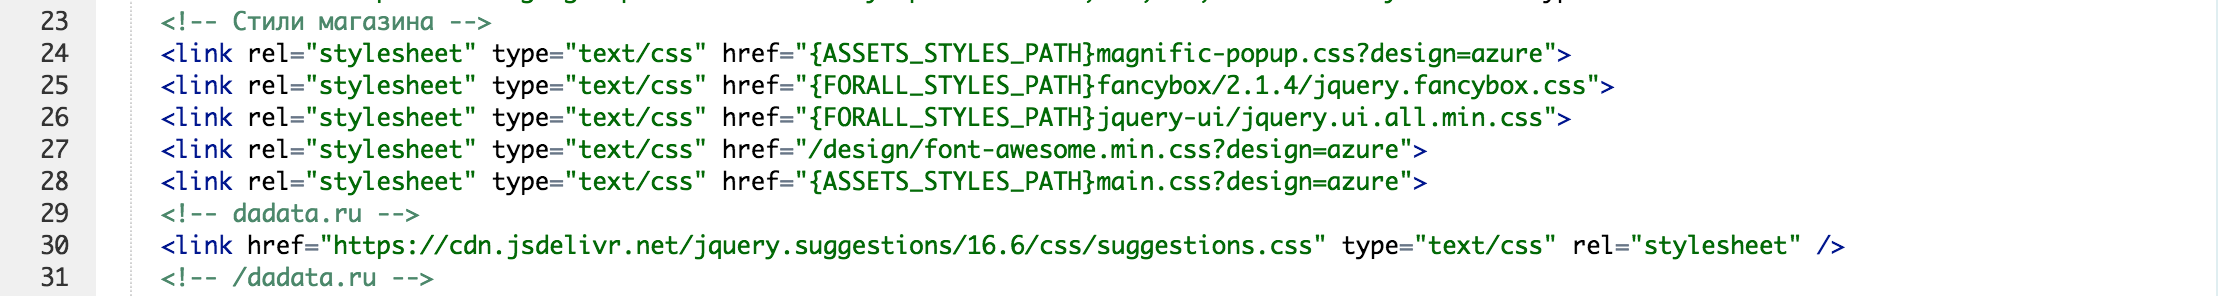 23 <!-- Стили магазина -->
24 <link rel="stylesheet" type="text/css" href="{ASSETS_STYLES_PATH}magnific-popup.css?design=azure">
25 <link rel="stylesheet" type="text/css" href="{FORALL_STYLES_PATH}fancybox/2.1.4/jquery.fancybox.css">
26 <link rel="stylesheet" type="text/css" href="{FORALL_STYLES_PATH}jquery-ui/jquery.ui.all.min.css">
27 <link rel="stylesheet" type="text/css" href="/design/font-awesome.min.css?design=azure">
28 <link rel="stylesheet" type="text/css" href="{ASSETS_STYLES_PATH}main.css?design=azure">
29 <!-- dadata.ru -->
30 <link href="https://cdn.jsdelivr.net/jquery.suggestions/16.6/css/suggestions.css" type="text/css" rel="stylesheet" />
31 <!-- /dadata.ru -->